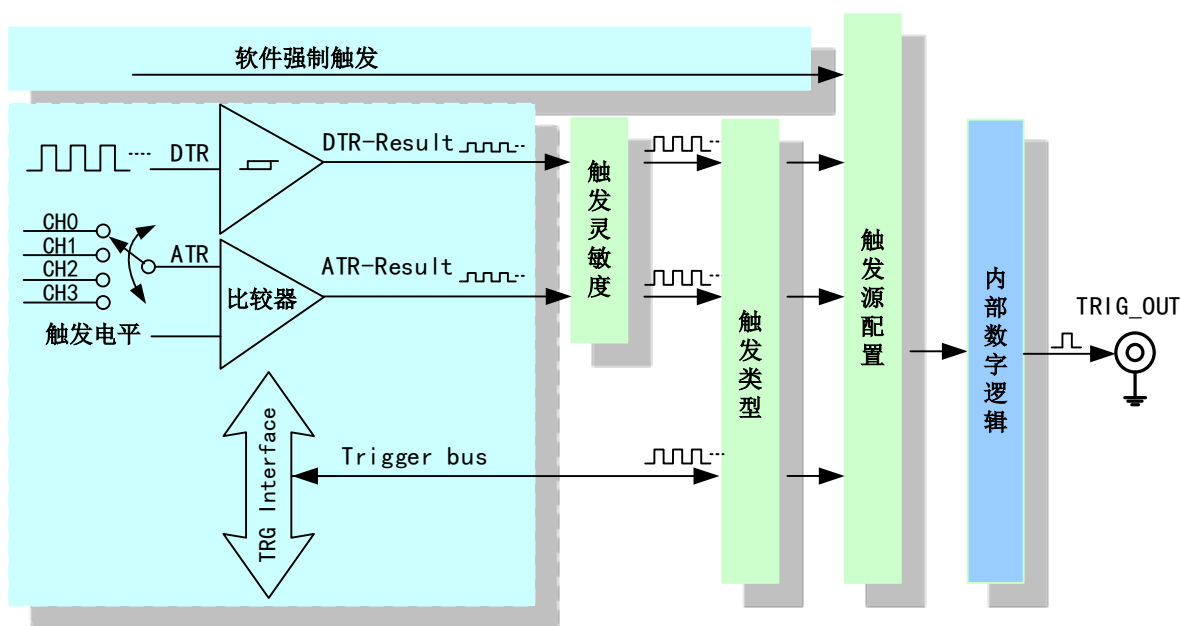 软件强制触发
DTR
DTR-Result
CH0
CH1
CH2
CH3
ATR
ATR-Result
比较器
触发电平
TRG Interface
Trigger bus
触发灵敏度
触发类型
触发源配置
内部数字逻辑
TRIG_OUT